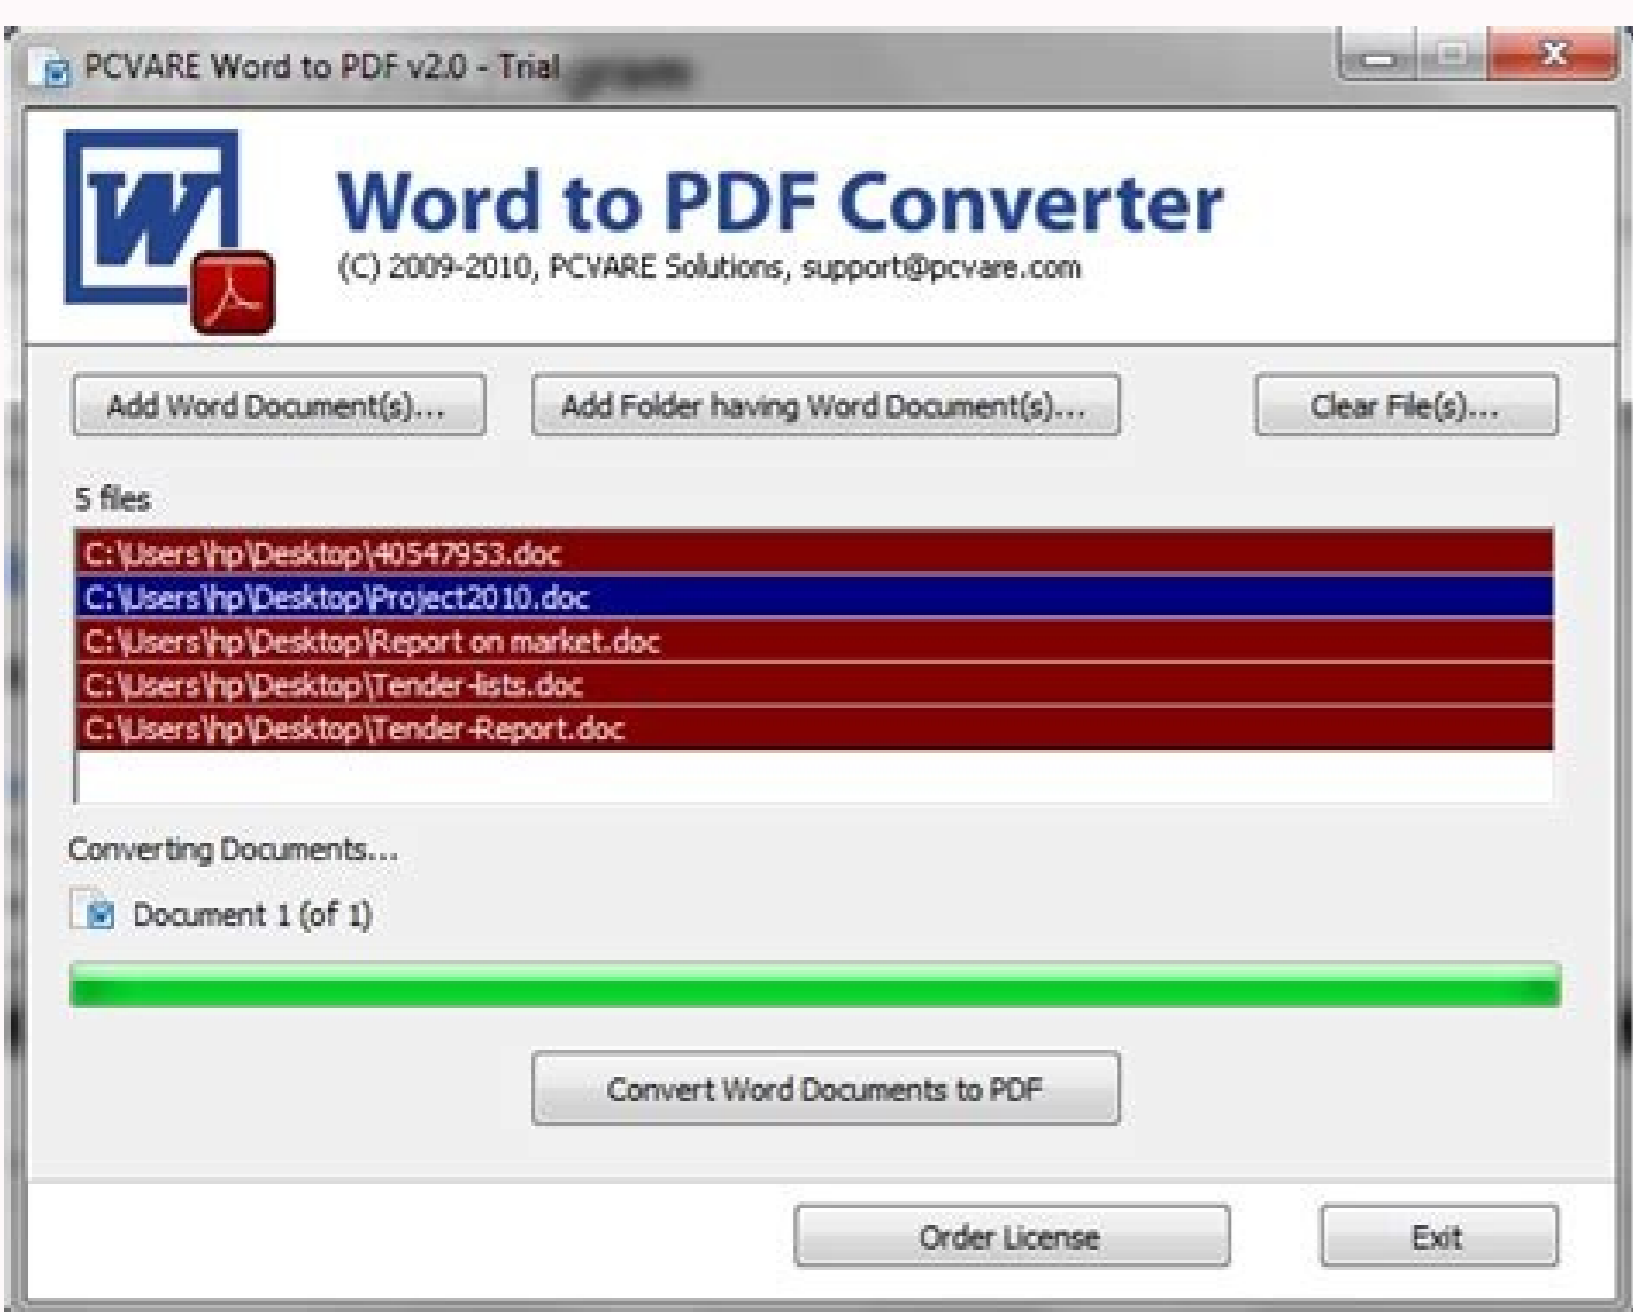 PCVARE Word to PDF v2.0 - Trial
W
Word to PDF Converter
(C) 2009-2010, PCVARE Solutions, support@pcvare.com
Add Word Document(s)... Add Folder having Word Document(s)... Clear File(s)...
5 files
C:\Users\hp\Desktop\40547953.doc
C:\Users\hp\Desktop\Project2010.doc
C:\Users\hp\Desktop\Report on market.doc
C:\Users\hp\Desktop\Tender-lists.doc
C:\Users\hp\Desktop\Tender-Report.doc
Converting Documents...
Document 1 (of 1)
Convert Word Documents to PDF
Order License Exit